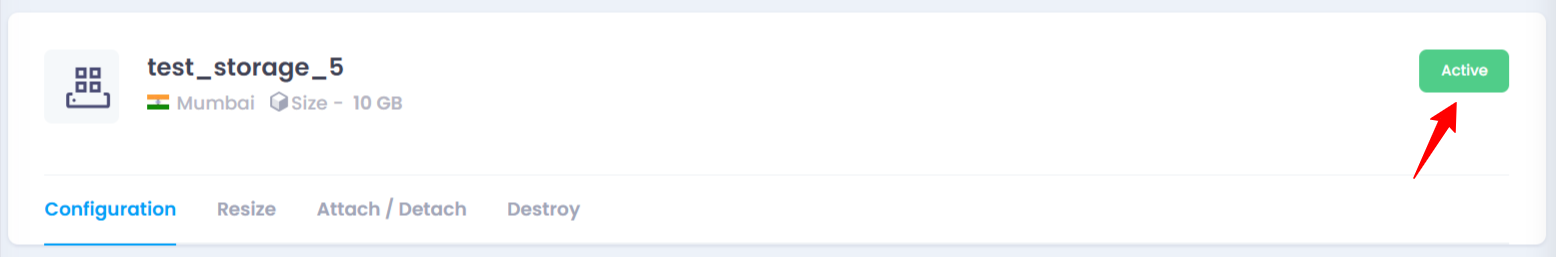 test_storage_5
Active
Mumbai Size - 10 GB
Configuration Resize Attach / Detach Destroy